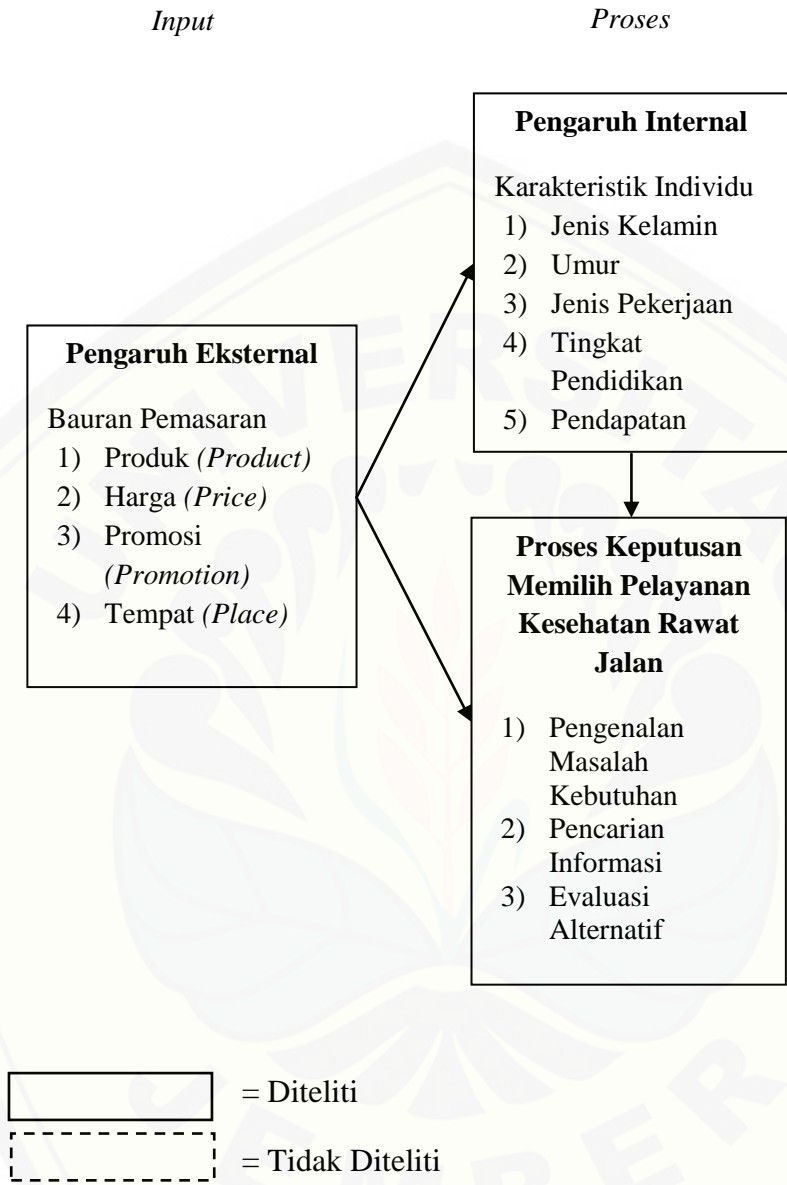 Input
Proses
Pengaruh Internal
Karakteristik Individu
1) Jenis Kelamin
2) Umur
3) Jenis Pekerjaan
4) Tingkat
Pendidikan
5) Pendapatan
Pengaruh Eksternal
Bauran Pemasaran
1) Produk (Product)
2) Harga (Price)
3) Promosi
(Promotion)
4) Tempat (Place)
Proses Keputusan
Memilih Pelayanan
Kesehatan Rawat
Jalan
1) Pengenalan
Masalah
Kebutuhan
2) Pencarian
Informasi
3) Evaluasi
Alternatif
= Diteliti
= Tidak Diteliti